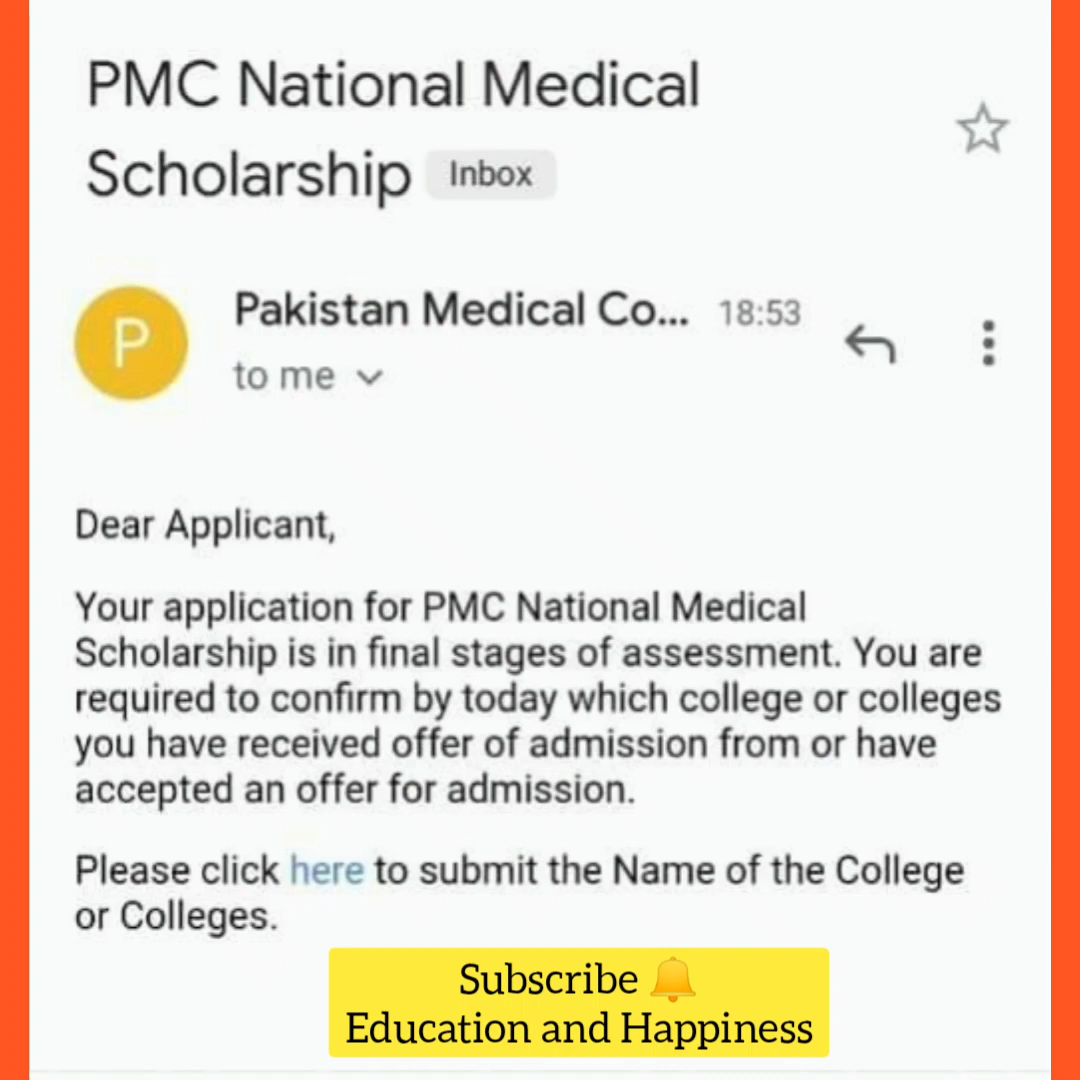 PMC National Medical
Scholarship Inbox
P
Pakistan Medical Co... 18:53
to me
Dear Applicant,
Your application for PMC National Medical
Scholarship is in final stages of assessment. You are
required to confirm by today which college or colleges
you have received offer of admission from or have
accepted an offer for admission.
Please click here to submit the Name of the College
or Colleges.
Subscribe 🔔
Education and Happiness